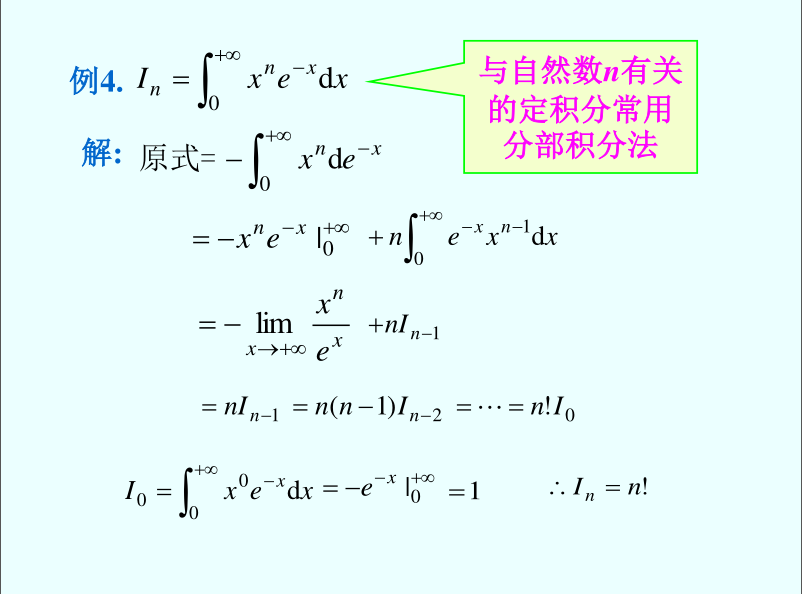 例4. $I_n = \int_0^{+\infty} x^n e^{-x} \mathrm{d}x$
与自然数n有关
的定积分常用
分部积分法
解: 原式= $-\int_0^{+\infty} x^n \mathrm{d}e^{-x}$
$= -x^n e^{-x} |_0^{+\infty} + n\int_0^{+\infty} e^{-x} x^{n-1} \mathrm{d}x$
$= -\lim_{x \to +\infty} \frac{x^n}{e^x} + nI_{n-1}$
$= nI_{n-1} = n(n-1)I_{n-2} = \cdots = n!I_0$
$I_0 = \int_0^{+\infty} x^0 e^{-x} \mathrm{d}x = -e^{-x} |_0^{+\infty} = 1$ $\therefore I_n = n!$